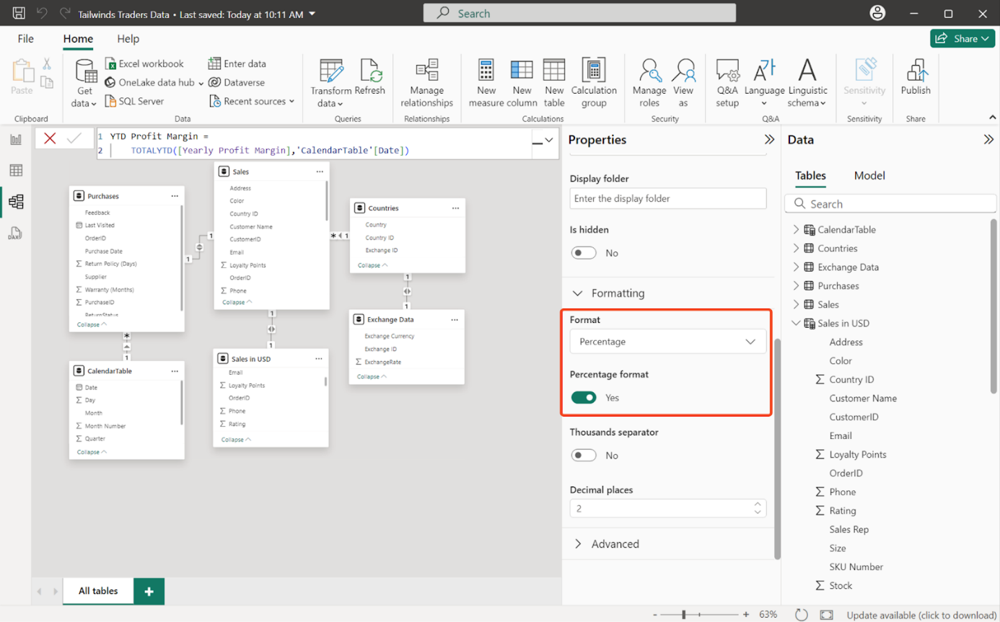 Tailwinds Traders Data • Last saved: Today at 10:11 AM
Search
File
Home
Help
Share
Paste
Clipboard
Get data
Excel workbook
OneLake data hub
SQL Server
Enter data
Dataverse
Recent sources
Data
Transform data
Refresh
Queries
Manage relationships
Relationships
New measure
New column
New table
Calculation group
Calculations
Manage roles
View as
Security
Q&A setup
Language
Linguistic schema
Q&A
Sensitivity
Sensitivity
Publish
Share
1 YTD Profit Margin =
2 TOTALYTD([Yearly Profit Margin],'CalendarTable'[Date])
DAX
Purchases
Feedback
Last Visited
OrderID
Purchase Date
Return Policy (Days)
Supplier
Warranty (Months)
PurchaseID
ReturnStatus
Collapse
1
1
*
1
CalendarTable
Date
Day
Month
Month Number
Quarter
Collapse
Sales
Address
Color
Country ID
Customer Name
CustomerID
Email
Loyalty Points
OrderID
Phone
Collapse
1
1
Sales in USD
Email
Loyalty Points
OrderID
Phone
Rating
Collapse
* 1
Countries
Country
Country ID
Exchange ID
Collapse
1
1
Exchange Data
Exchange Currency
Exchange ID
ExchangeRate
Collapse
All tables
+
Properties
Display folder
Enter the display folder
Is hidden
No
Formatting
Format
Percentage
Percentage format
Yes
Thousands separator
No
Decimal places
2
Advanced
Data
Tables
Model
Search
CalendarTable
Countries
Exchange Data
Purchases
Sales
Sales in USD
Address
Color
Country ID
Customer Name
CustomerID
Email
Loyalty Points
OrderID
Phone
Rating
Sales Rep
Size
SKU Number
Stock
- + 63%
Update available (click to download)